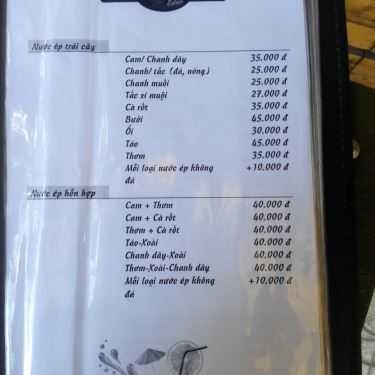 Nước ép trái cây
Cam/ Chanh dây 35.000 đ
Chanh/ tắc (đá, nóng) 25.000 đ
Chanh muối 25.000 đ
Tắc xí muội 27.000 đ
Cà rốt 35.000 đ
Bưởi 45.000 đ
Ổi 30.000 đ
Táo 45.000 đ
Thơm 35.000 đ
Mỗi loại nước ép không +10.000 đ
đá
Nước ép hỗn hợp
Cam + Thơm 40.000 đ
Cam + Cà rốt 40.000 đ
Thơm + Cà rốt 40.000 đ
Táo-Xoài 40.000 đ
Chanh dây-Xoài 40.000 đ
Thơm-Xoài-Chanh dây 40.000 đ
Mỗi loại nước ép không +10.000 đ
đá